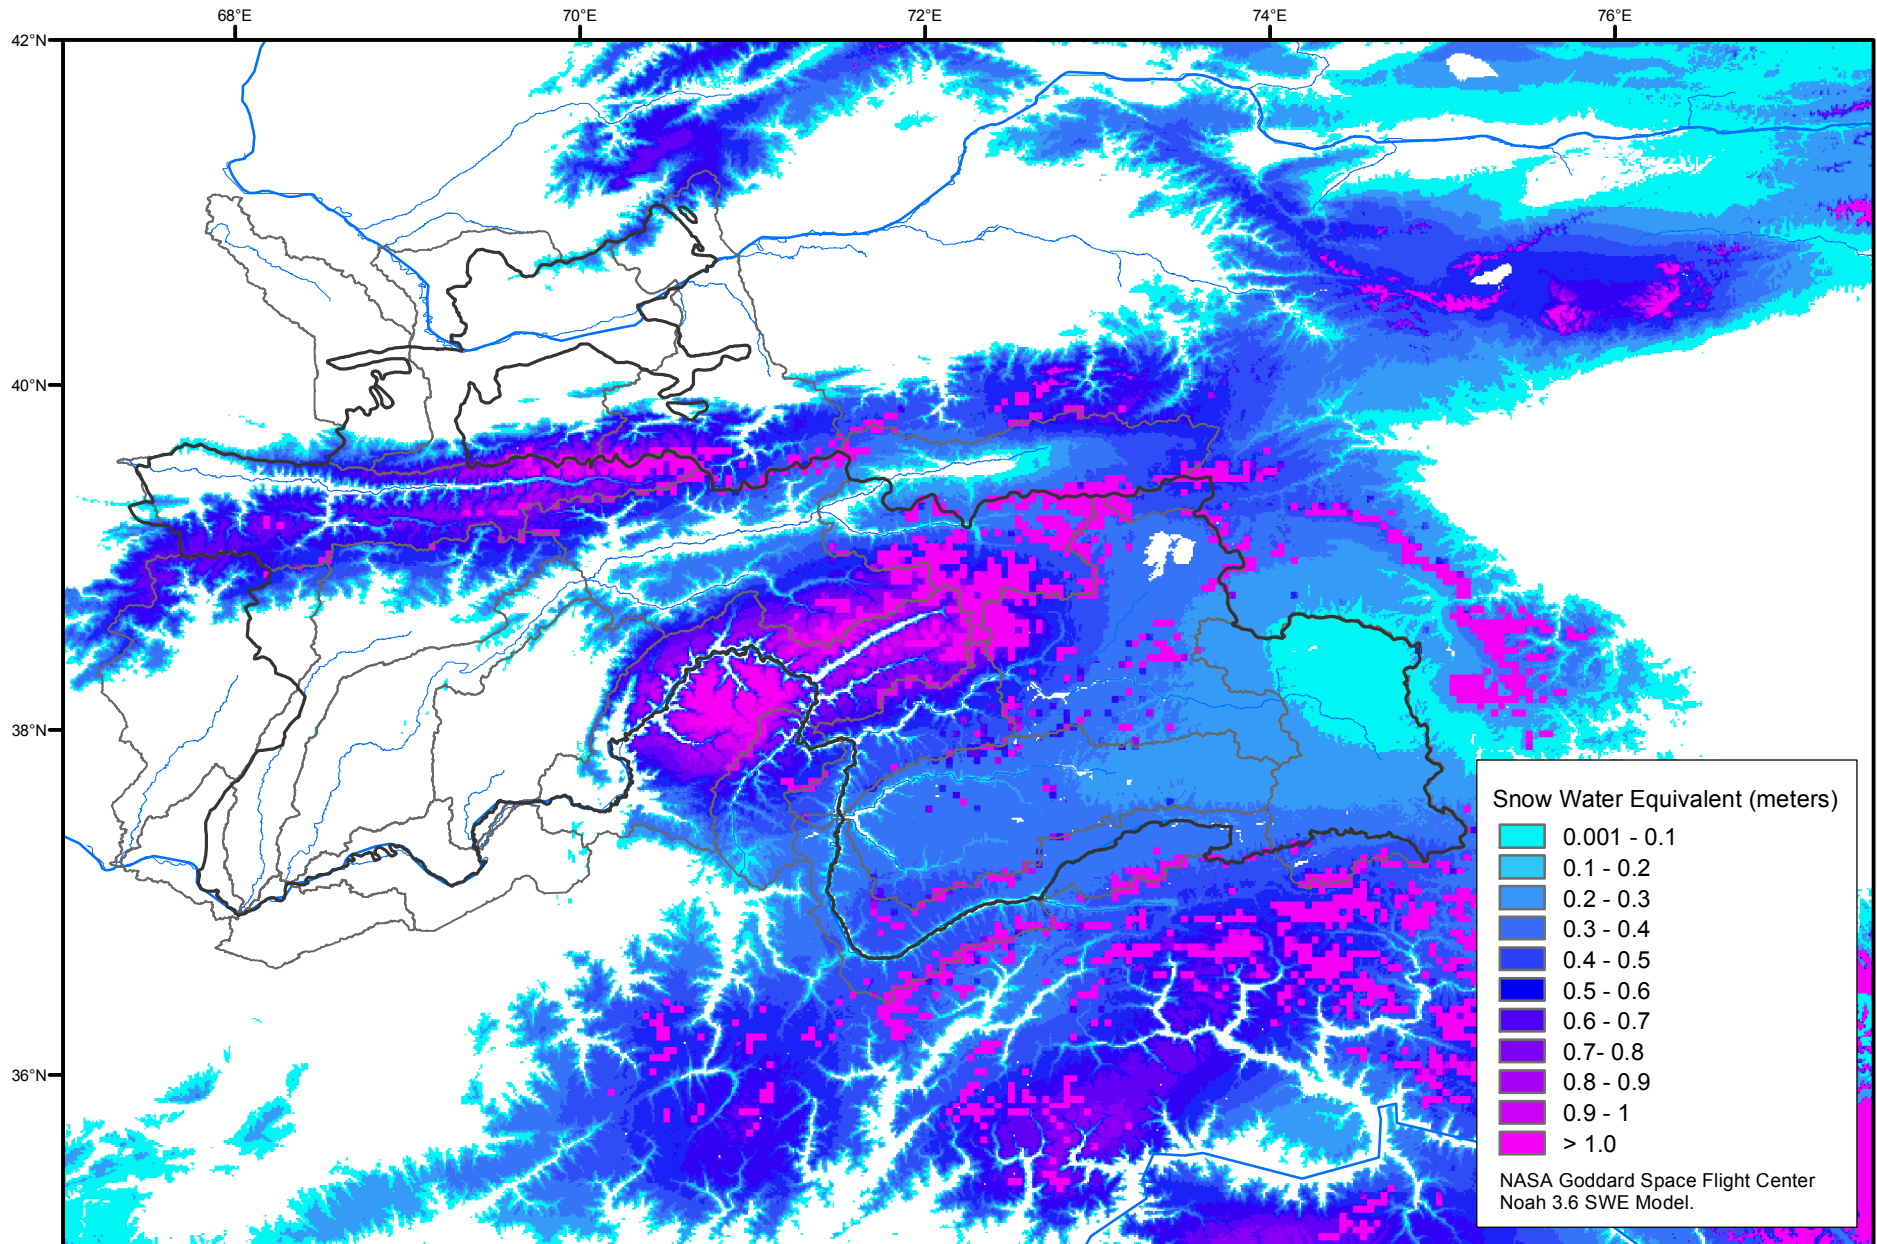 68°E 70°E 72°E 74°E 76°E
42°N
40°N
38°N
36°N
Snow Water Equivalent (meters)
0.001 - 0.1
0.1 - 0.2
0.2 - 0.3
0.3 - 0.4
0.4 - 0.5
0.5 - 0.6
0.6 - 0.7
0.7- 0.8
0.8 - 0.9
0.9 - 1
> 1.0
NASA Goddard Space Flight Center
Noah 3.6 SWE Model.